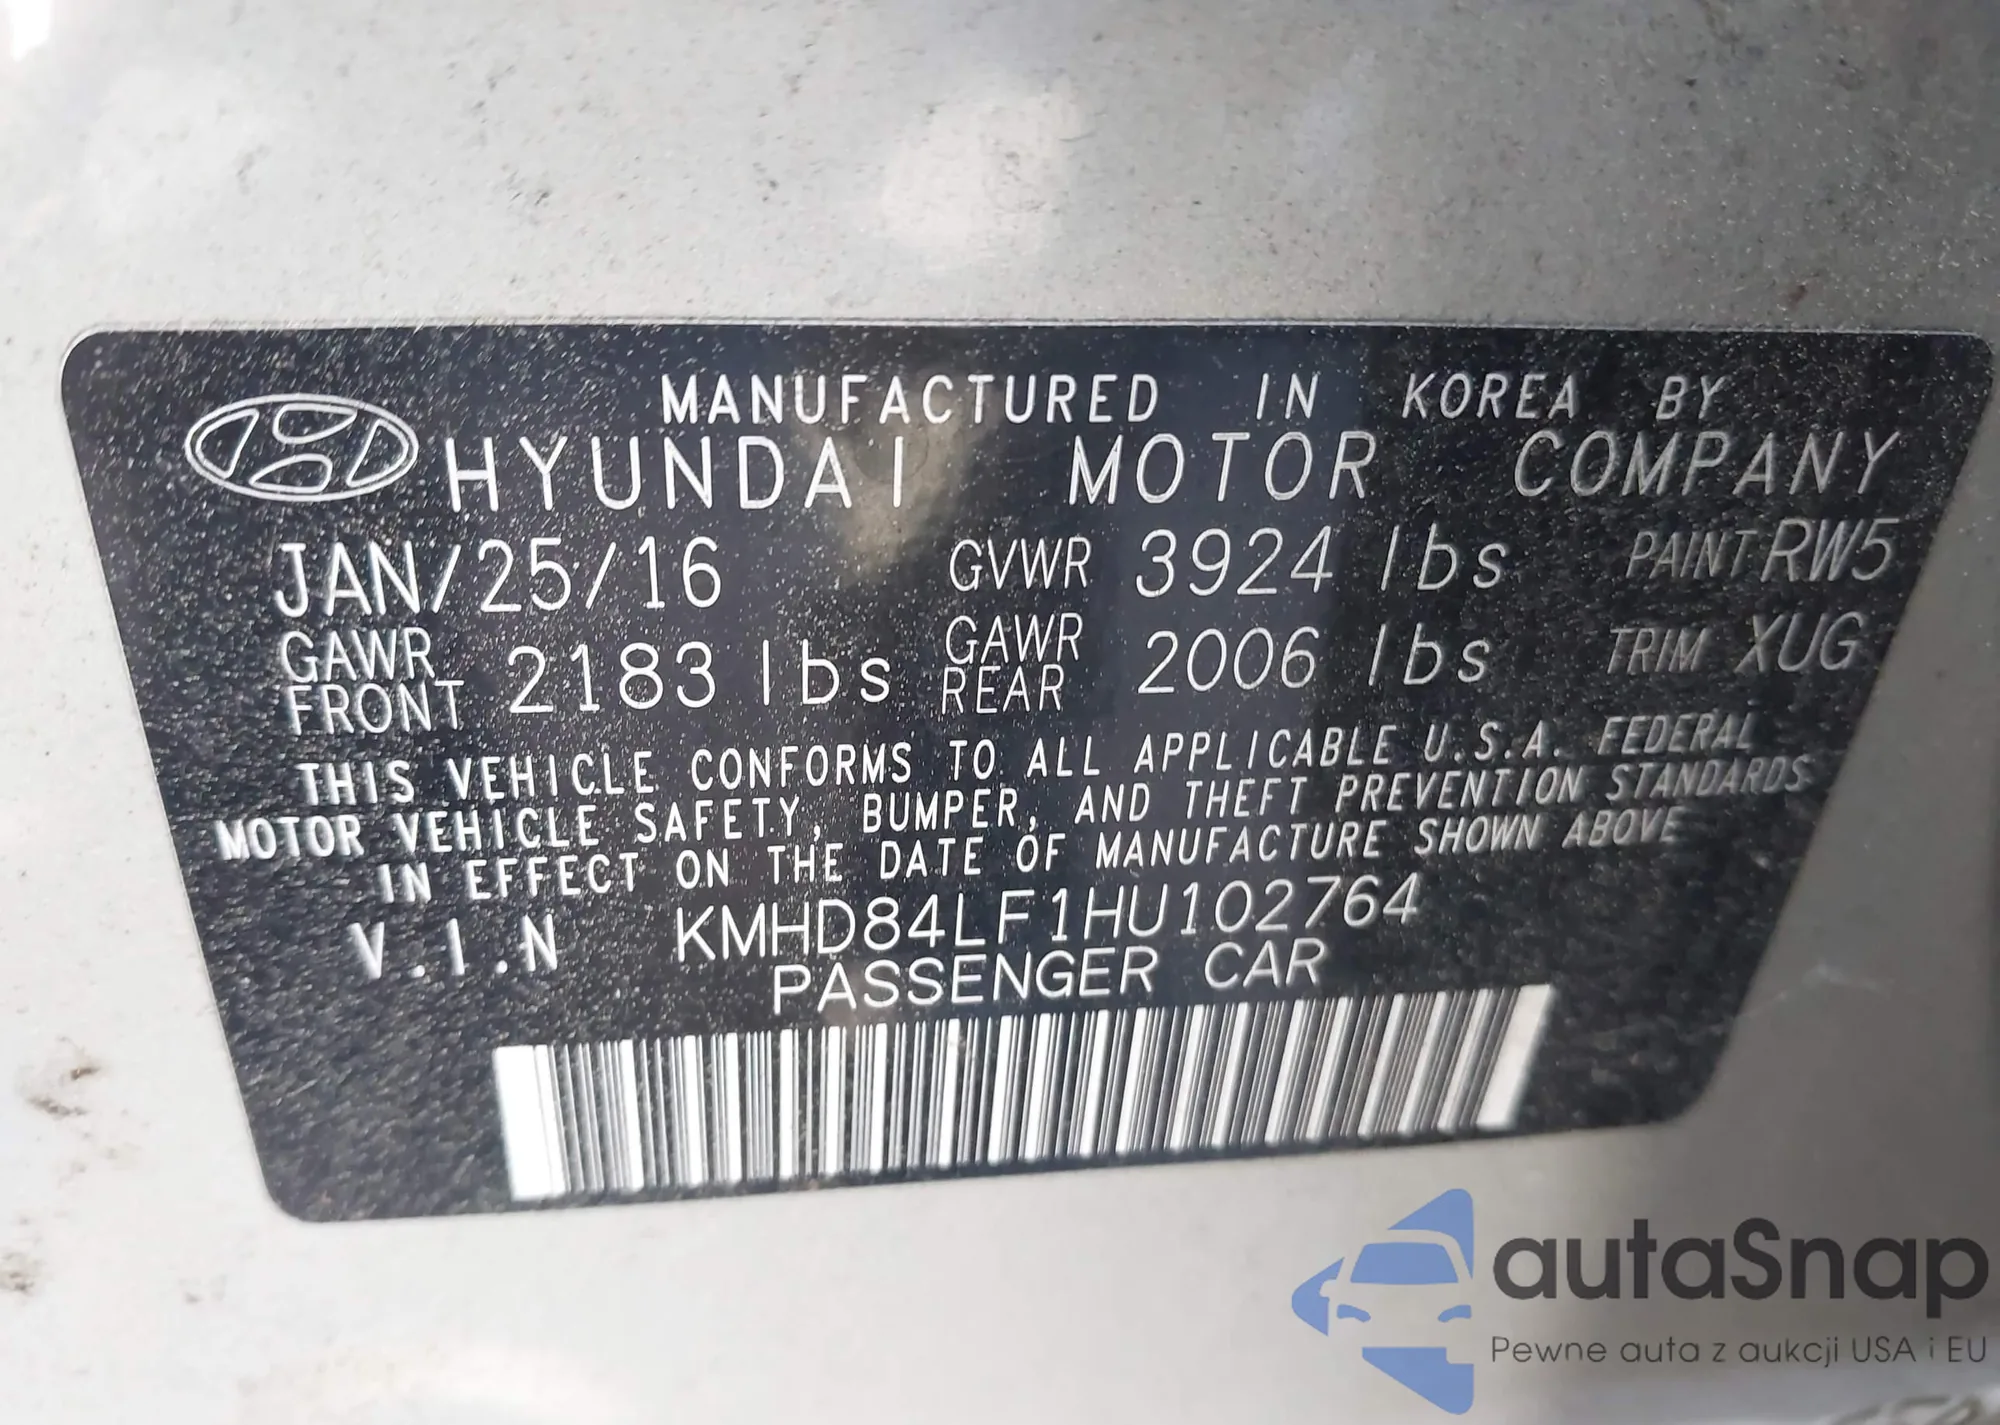 MANUFACTURED IN KOREA BY
HYUNDAI MOTOR COMPANY
JAN/25/16 GVWR 3924 lbs PAINT RW5
GAWR FRONT 2183 lbs GAWR REAR 2006 lbs TRIM XUG
THIS VEHICLE CONFORMS TO ALL APPLICABLE U.S.A. FEDERAL
MOTOR VEHICLE SAFETY, BUMPER, AND THEFT PREVENTION STANDARDS
IN EFFECT ON THE DATE OF MANUFACTURE SHOWN ABOVE
V.I.N KMHD84LF1HU102764
PASSENGER CAR
autaSnap
Pewne auta z aukcji USA i EU